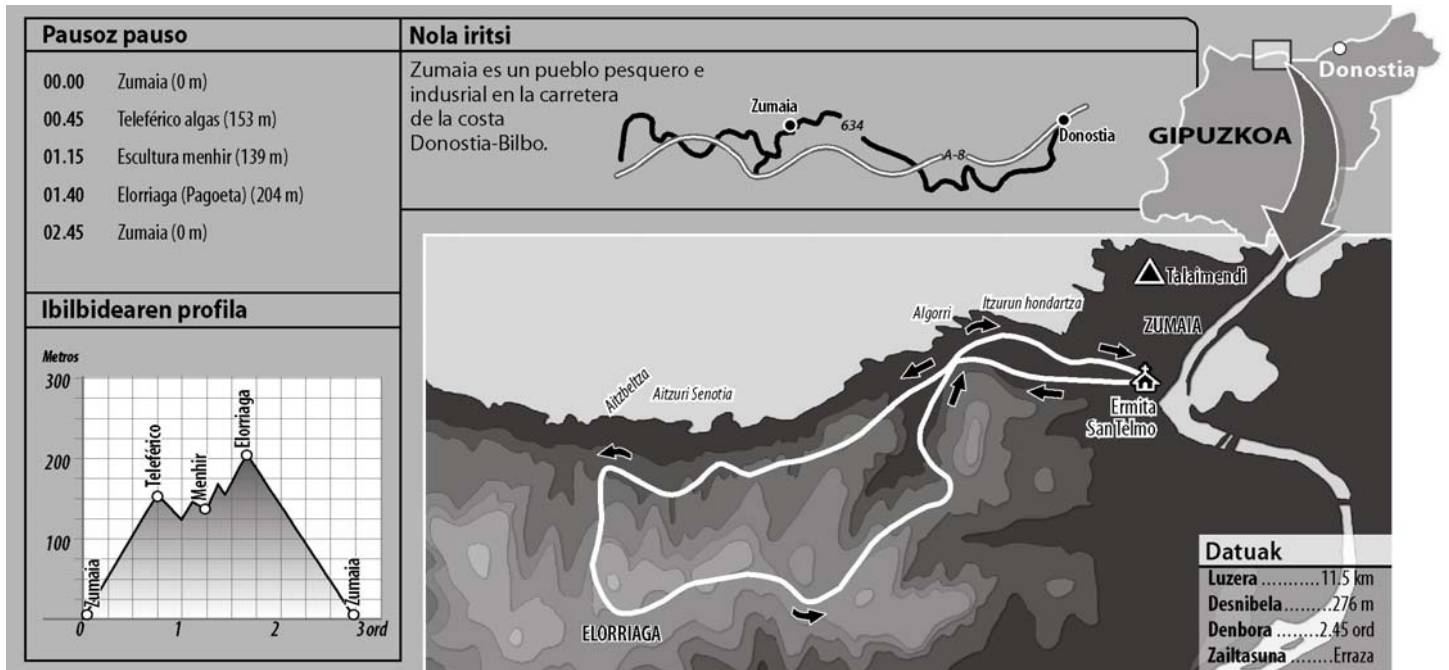 Pausoz pauso
00.00 Zumaia (0 m)
00.45 Teleférico algas (153 m)
01.15 Escultura menhir (139 m)
01.40 Elorriaga (Pagoeta) (204 m)
02.45 Zumaia (0 m)
Nola iritsi
Zumaia es un pueblo pesquero e
indusrial en la carretera
de la costa
Donostia-Bilbo.
Zumaia
634
A-8
Donostia
Donostia
GIPUZKOA
Ibilbidearen profila
Metros
300
200
100
Zumaia
Teleférico
Menhir
Elorriaga
Zumaia
0 1 2 3 ord
Talaimendi
Itzurun hondartza
Algorri
ZUMAIA
Aitzbeltza
Aitzuri Senotia
Ermita
San Telmo
ELORRIAGA
Datuak
Luzera ...........11.5 km
Desnibela.........276 m
Denbora ........2.45 ord
Zailtasuna .......Erraza